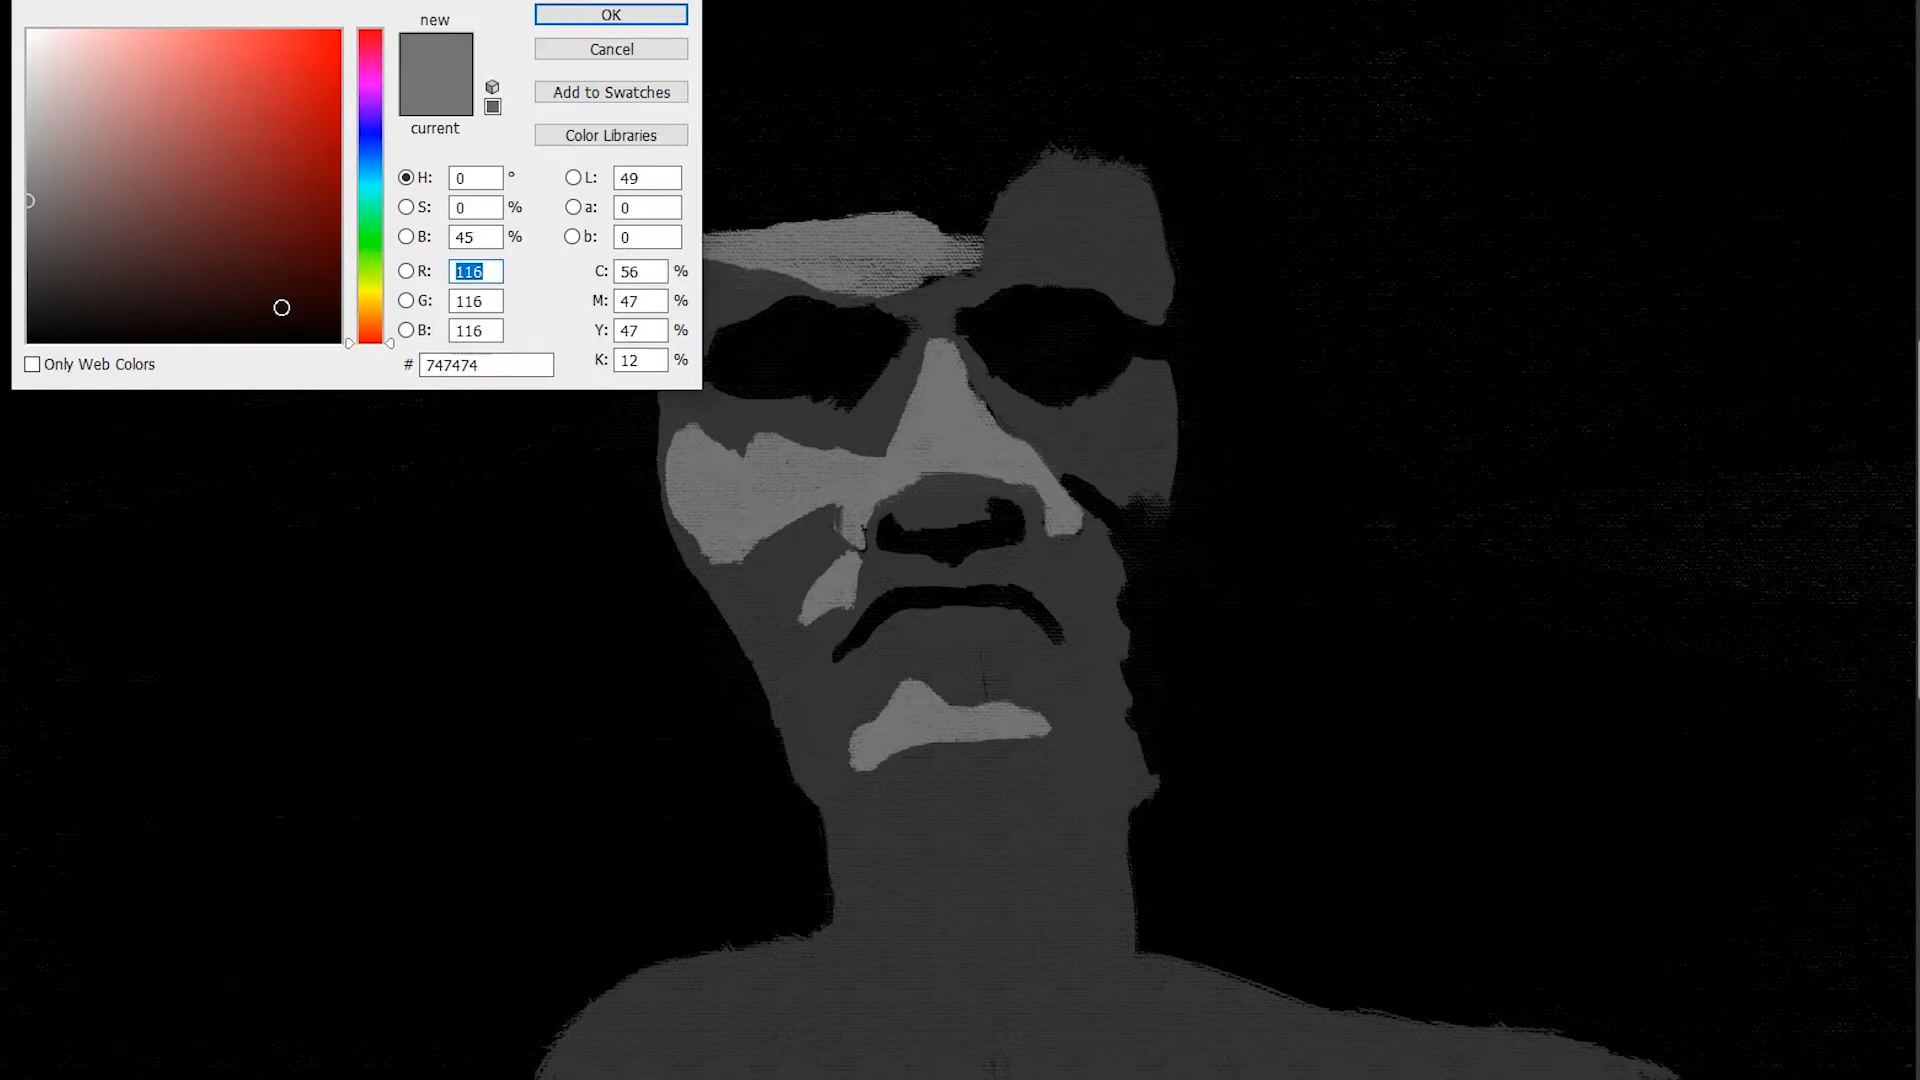 new
OK
Cancel
Add to Swatches
current
Color Libraries
H: 0 ° L: 49
S: 0 % a: 0
B: 45 % b: 0
R: 116 C: 56 %
G: 116 M: 47 %
B: 116 Y: 47 %
Only Web Colors # 747474 K: 12 %